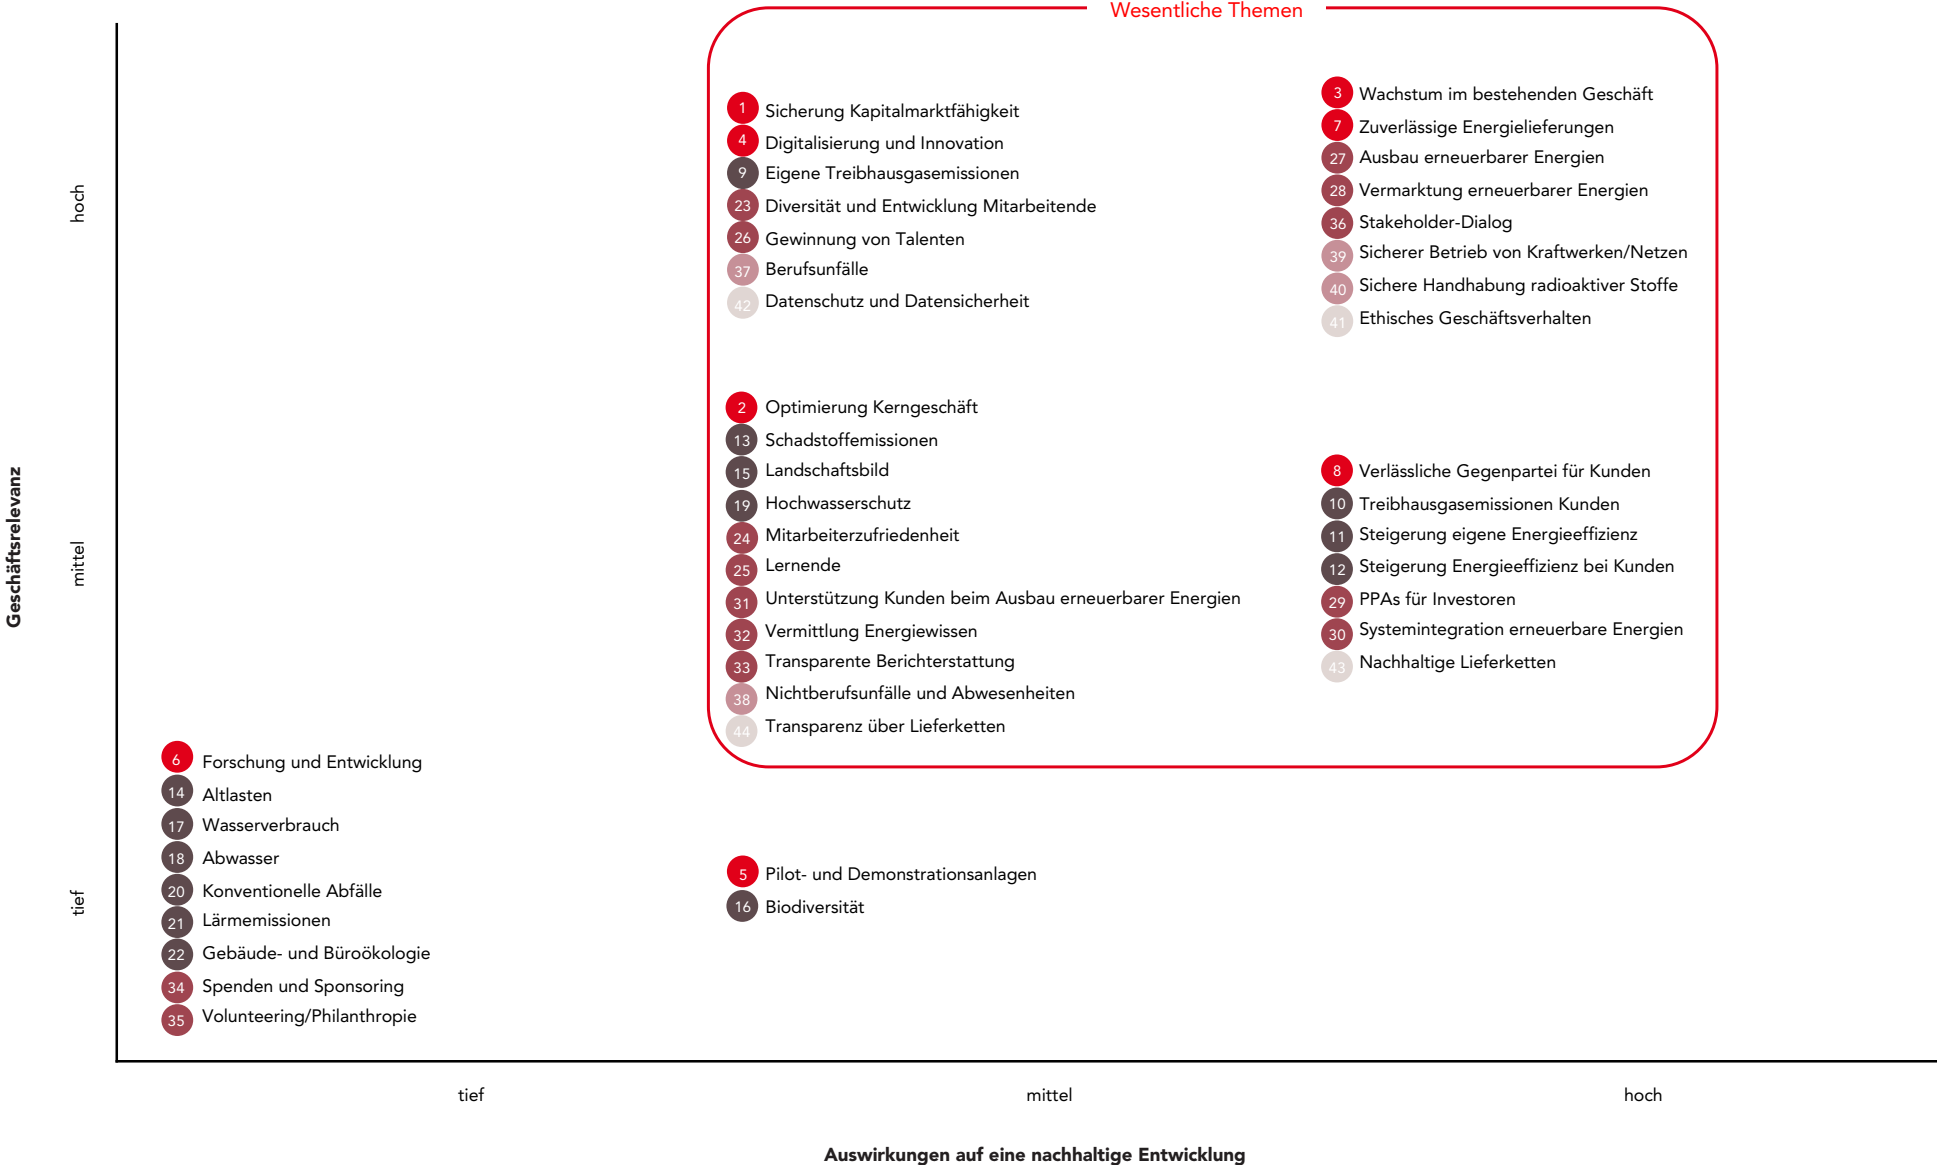 Wesentliche Themen
Geschäftsrelevanz
hoch
mittel
tief
1 Sicherung Kapitalmarktfähigkeit
4 Digitalisierung und Innovation
9 Eigene Treibhausgasemissionen
23 Diversität und Entwicklung Mitarbeitende
26 Gewinnung von Talenten
37 Berufsunfälle
42 Datenschutz und Datensicherheit
3 Wachstum im bestehenden Geschäft
7 Zuverlässige Energielieferungen
27 Ausbau erneuerbarer Energien
28 Vermarktung erneuerbarer Energien
36 Stakeholder-Dialog
39 Sicherer Betrieb von Kraftwerken/Netzen
40 Sichere Handhabung radioaktiver Stoffe
41 Ethisches Geschäftsverhalten
2 Optimierung Kerngeschäft
13 Schadstoffemissionen
15 Landschaftsbild
19 Hochwasserschutz
24 Mitarbeiterzufriedenheit
25 Lernende
31 Unterstützung Kunden beim Ausbau erneuerbarer Energien
32 Vermittlung Energiewissen
33 Transparente Berichterstattung
38 Nichtberufsunfälle und Abwesenheiten
44 Transparenz über Lieferketten
8 Verlässliche Gegenpartei für Kunden
10 Treibhausgasemissionen Kunden
11 Steigerung eigene Energieeffizienz
12 Steigerung Energieeffizienz bei Kunden
29 PPAs für Investoren
30 Systemintegration erneuerbare Energien
43 Nachhaltige Lieferketten
6 Forschung und Entwicklung
14 Altlasten
17 Wasserverbrauch
18 Abwasser
20 Konventionelle Abfälle
21 Lärmemissionen
22 Gebäude- und Büroökologie
34 Spenden und Sponsoring
35 Volunteering/Philanthropie
5 Pilot- und Demonstrationsanlagen
16 Biodiversität
tief
mittel
hoch
Auswirkungen auf eine nachhaltige Entwicklung